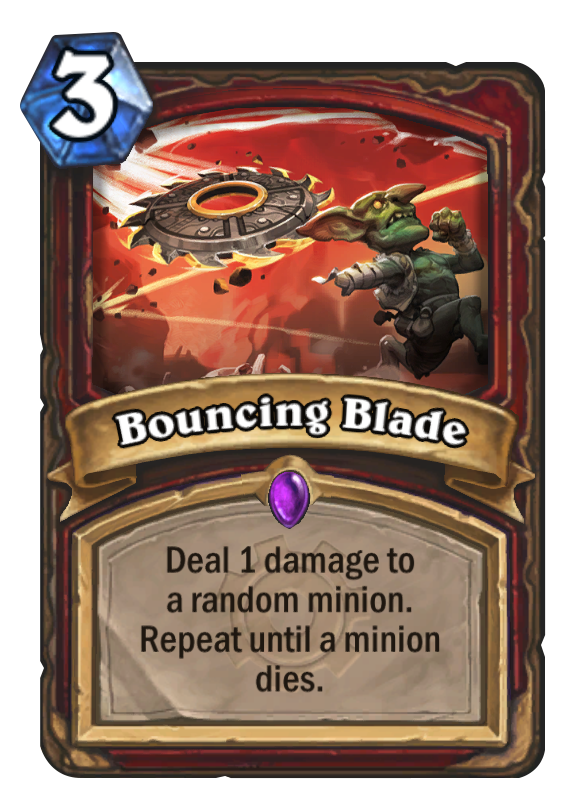 3
Bouncing Blade
Deal 1 damage to
a random minion.
Repeat until a minion
dies.